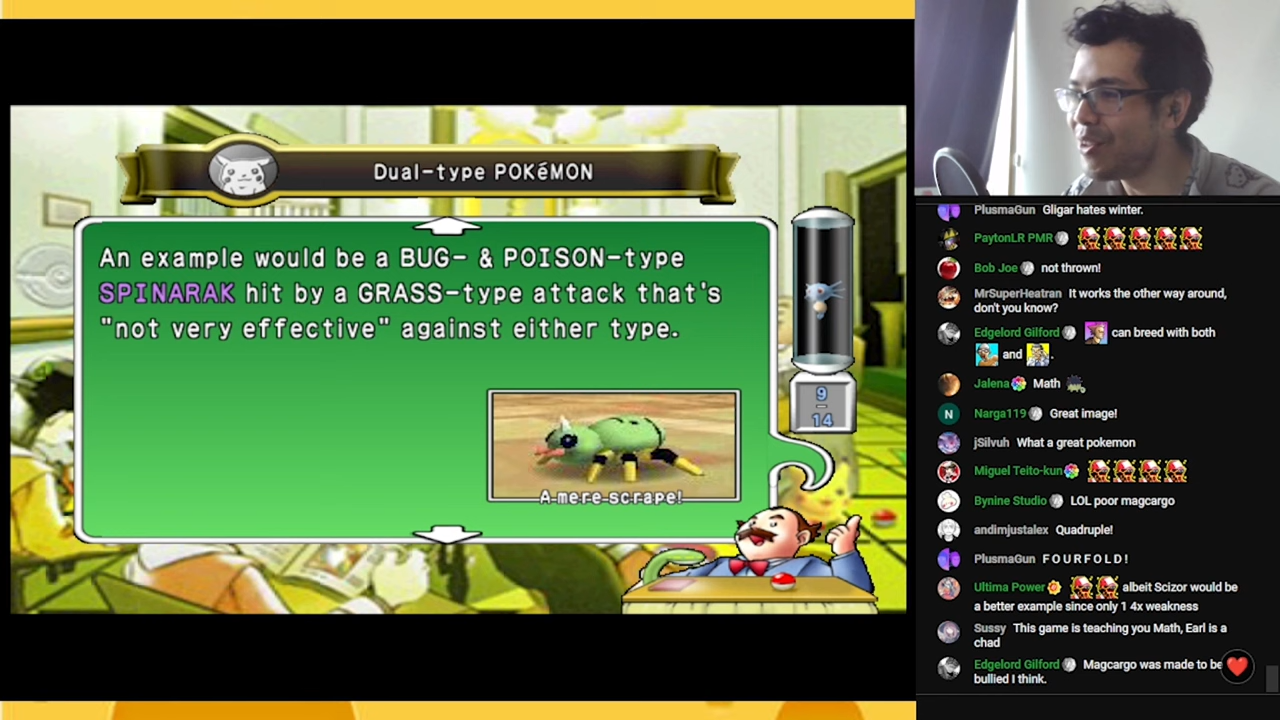 Dual-type POKéMON
An example would be a BUG- & POISON-type
SPINARAK hit by a GRASS-type attack that's
"not very effective" against either type.
A mere scrape!
9
14
PlusmaGun Gligar hates winter.
PaytonLR PMR
Bob Joe not thrown!
MrSuperHeatran It works the other way around,
don't you know?
Edgelord Gilford can breed with both
and .
Jalena Math
N Narga119 Great image!
jSilvuh What a great pokemon
Miguel Teito-kun
Bynine Studio LOL poor magcargo
andimjustalex Quadruple!
PlusmaGun F O U R F O L D !
Ultima Power albeit Scizor would be
a better example since only 1 4x weakness
Sussy This game is teaching you Math, Earl is a
chad
Edgelord Gilford Magcargo was made to be
bullied I think.